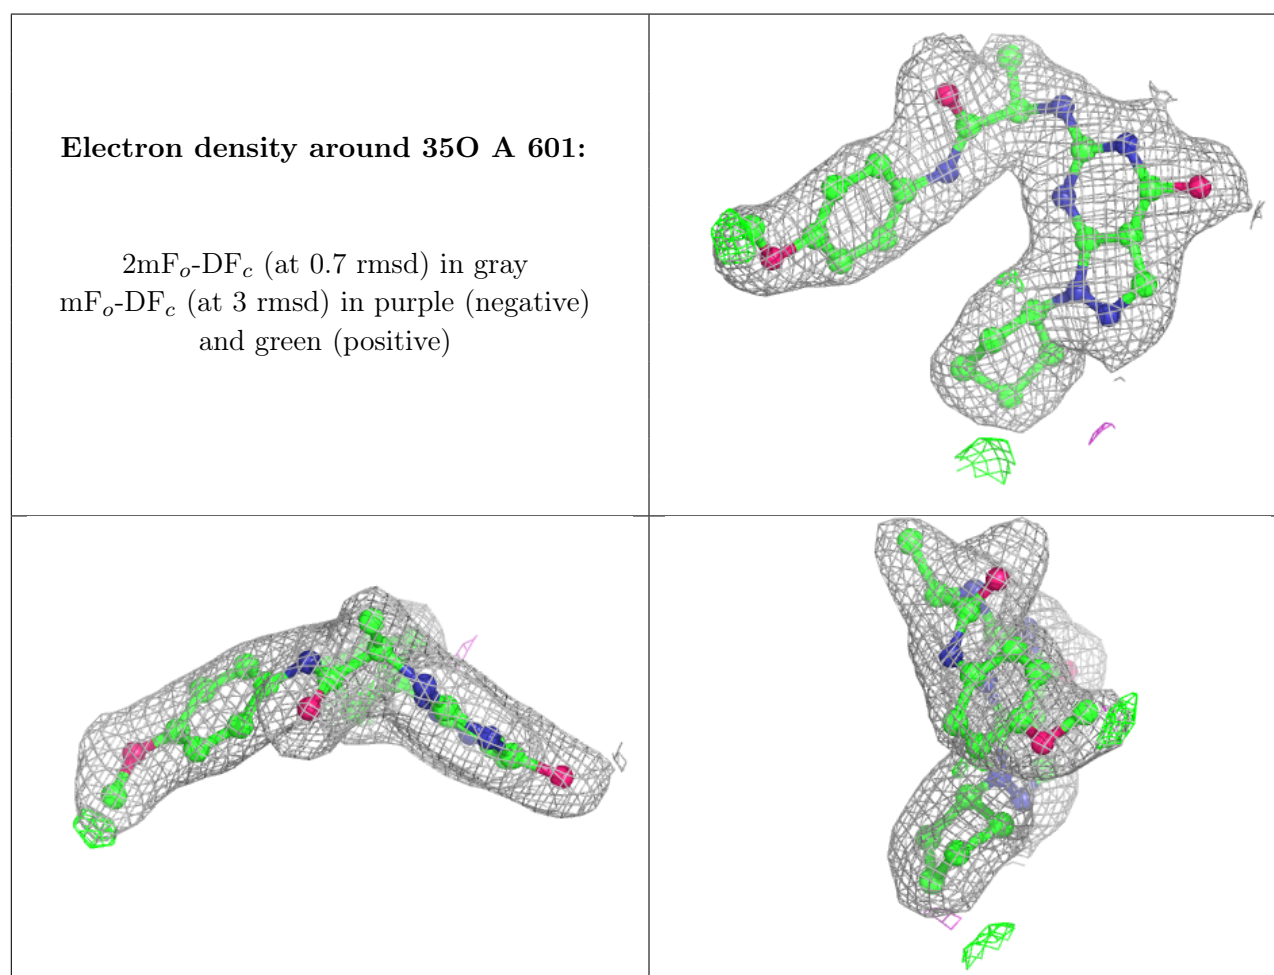 Electron density around 35O A 601:
2mFo-DFc (at 0.7 rmsd) in gray
mFo-DFc (at 3 rmsd) in purple (negative)
and green (positive)